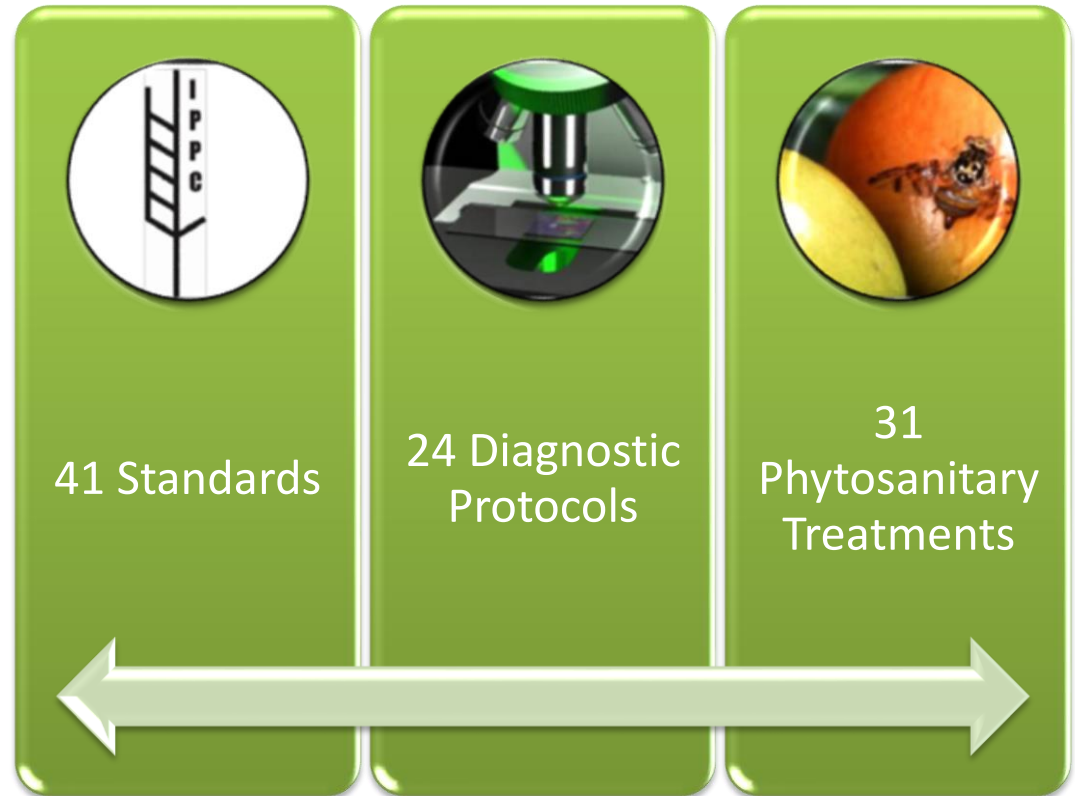 IPPC
41 Standards
24 Diagnostic
Protocols
31
Phytosanitary
Treatments